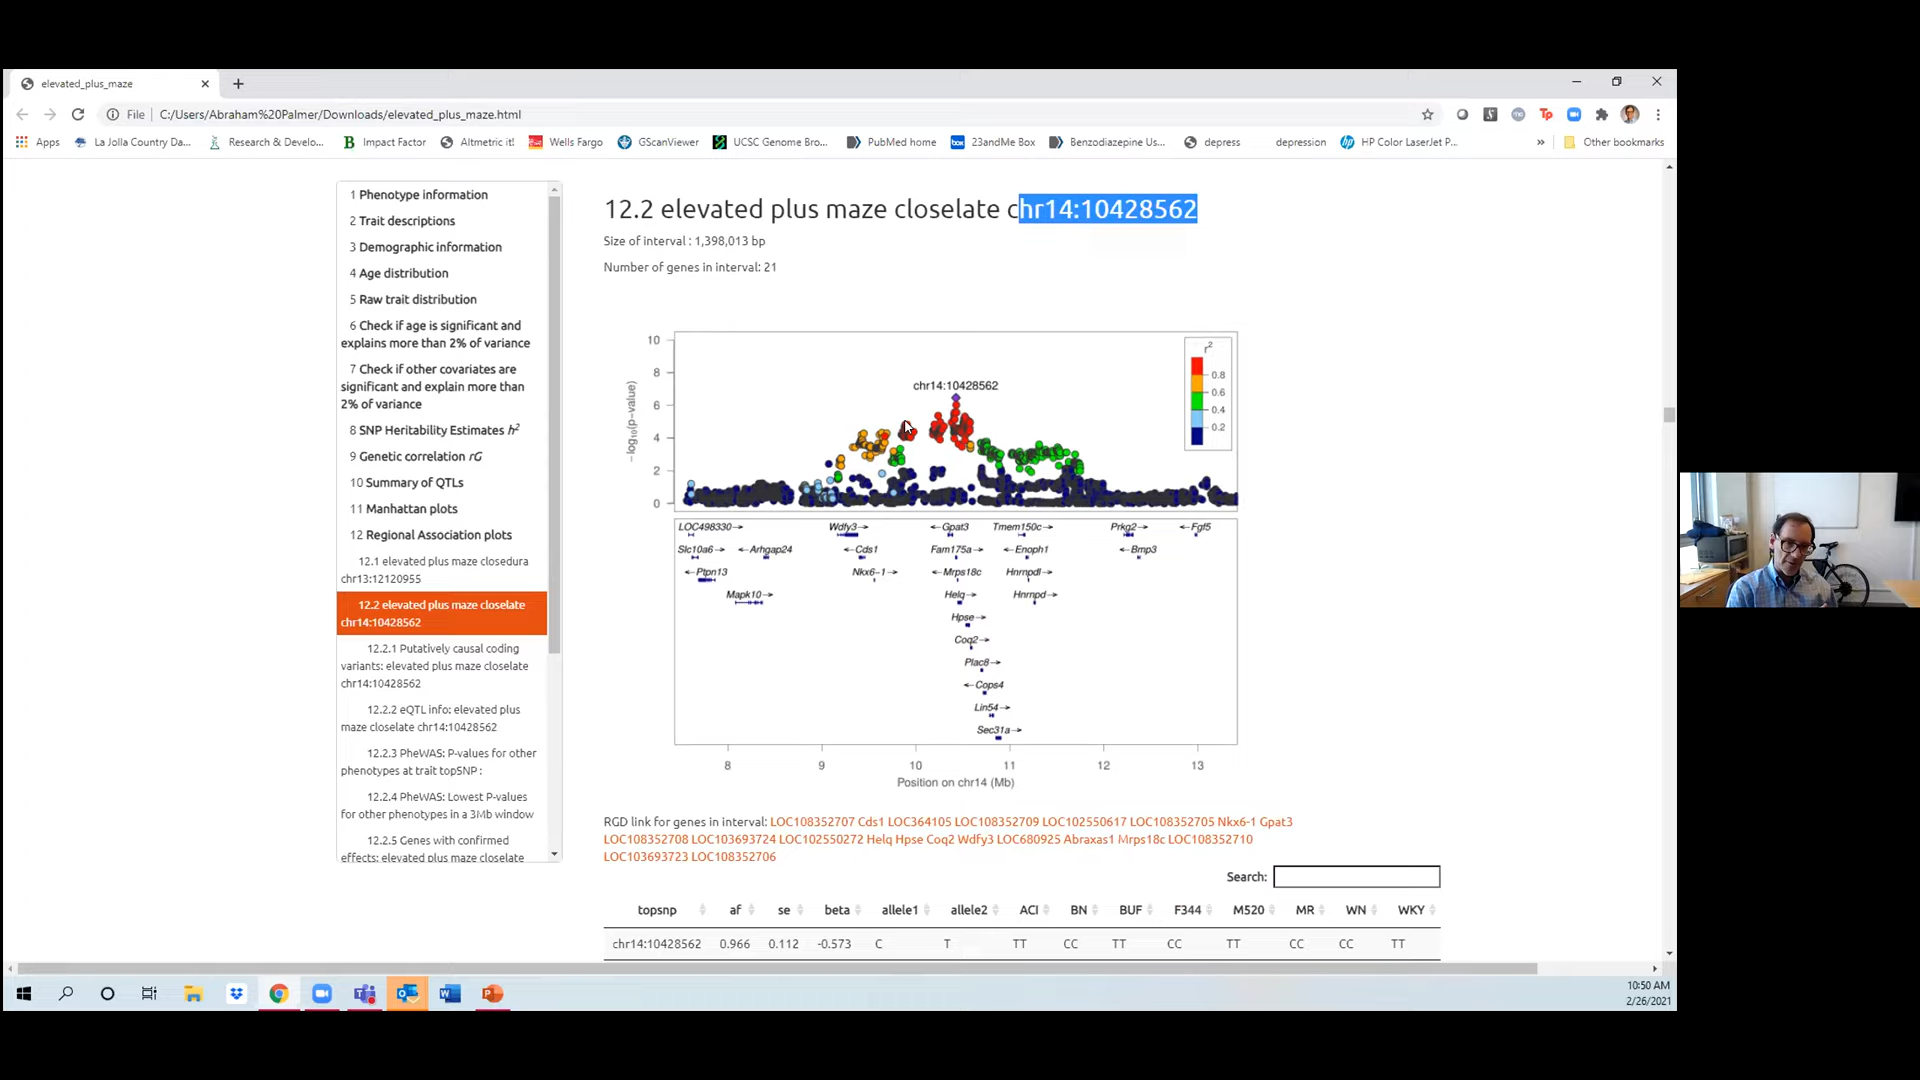 elevated_plus_maze
File C:/Users/Abraham%20Palmer/Downloads/elevated_plus_maze.html
Apps La Jolla Country Da... Research & Develo... Impact Factor Altmetric it! Wells Fargo GScanViewer UCSC Genome Bro... PubMed home 23andMe Box Benzodiazepine Us... depress depression HP Color LaserJet P... » Other bookmarks
1 Phenotype information
2 Trait descriptions
3 Demographic information
4 Age distribution
5 Raw trait distribution
6 Check if age is significant and
explains more than 2% of variance
7 Check if other covariates are
significant and explain more than
2% of variance
8 SNP Heritability Estimates h²
9 Genetic correlation rG
10 Summary of QTLs
11 Manhattan plots
12 Regional Association plots
12.1 elevated plus maze closedura
chr13:12120955
12.2 elevated plus maze closelate
chr14:10428562
12.2.1 Putatively causal coding
variants: elevated plus maze closelate
chr14:10428562
12.2.2 eQTL info: elevated plus
maze closelate chr14:10428562
12.2.3 PheWAS: P-values for other
phenotypes at trait topSNP :
12.2.4 PheWAS: Lowest P-values
for other phenotypes in a 3Mb window
12.2.5 Genes with confirmed
effects: elevated plus maze closelate
12.2 elevated plus maze closelate chr14:10428562
Size of interval : 1,398,013 bp
Number of genes in interval: 21
10
8
6
4
2
0
−log10(p−value)
chr14:10428562
r²
0.8
0.6
0.4
0.2
LOC498330→ Wdfy3→ ←Gpat3 Tmem150c→ Prkg2→ ←Fgf5
Slc10a6→ ←Arhgap24 ←Cds1 Fam175a→ ←Enoph1 ←Bmp3
←Ptpn13 Nkx6−1→ ←Mrps18c Hnrnpdl→
Mapk10→ Helq→ Hnrnpd→
Hpse→
Coq2→
Plac8→
←Cops4
Lin54→
Sec31a→
8 9 10 11 12 13
Position on chr14 (Mb)
RGD link for genes in interval: LOC108352707 Cds1 LOC364105 LOC108352709 LOC102550617 LOC108352705 Nkx6-1 Gpat3
LOC108352708 LOC103693724 LOC102550272 Helq Hpse Coq2 Wdfy3 LOC680925 Abraxas1 Mrps18c LOC108352710
LOC103693723 LOC108352706
Search:
topsnp af se beta allele1 allele2 ACI BN BUF F344 M520 MR WN WKY
chr14:10428562 0.966 0.112 -0.573 C T TT CC TT CC TT CC CC TT
10:50 AM
2/26/2021